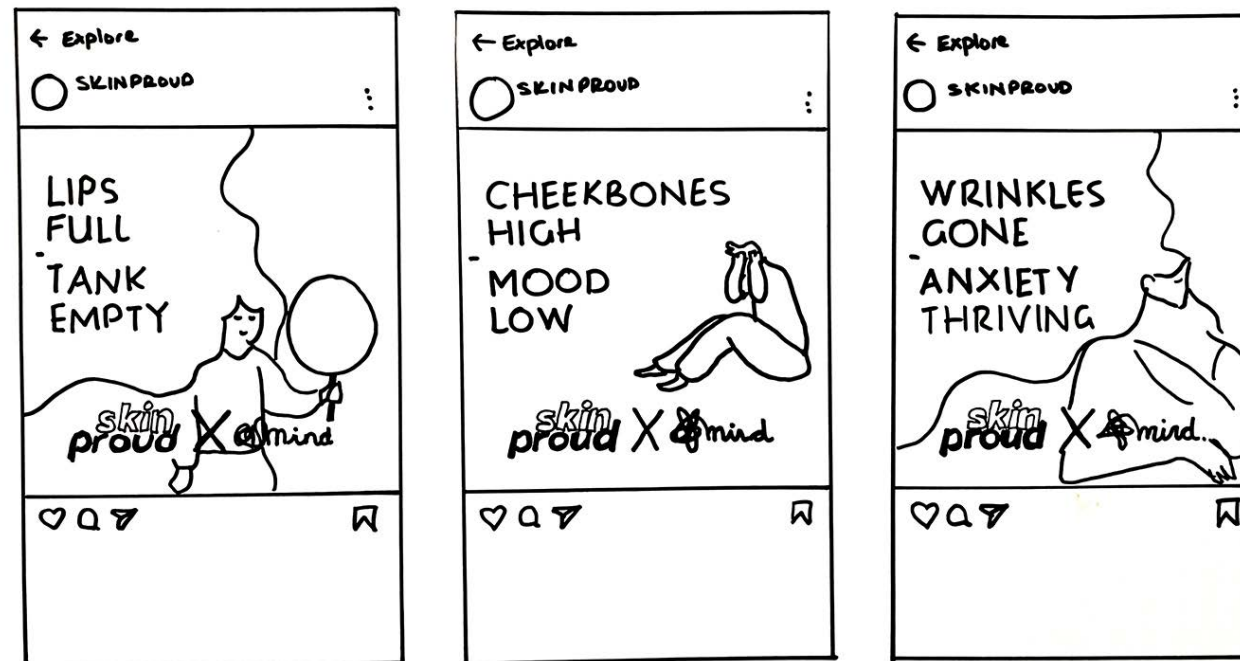 ← Explore
SKINPROUD
LIPS
FULL
-
TANK
EMPTY
skin
proud X mind
← Explore
SKINPROUD
CHEEKBONES
HIGH
-
MOOD
LOW
skin
proud X mind
← Explore
SKINPROUD
WRINKLES
GONE
-
ANXIETY
THRIVING
skin
proud X mind.